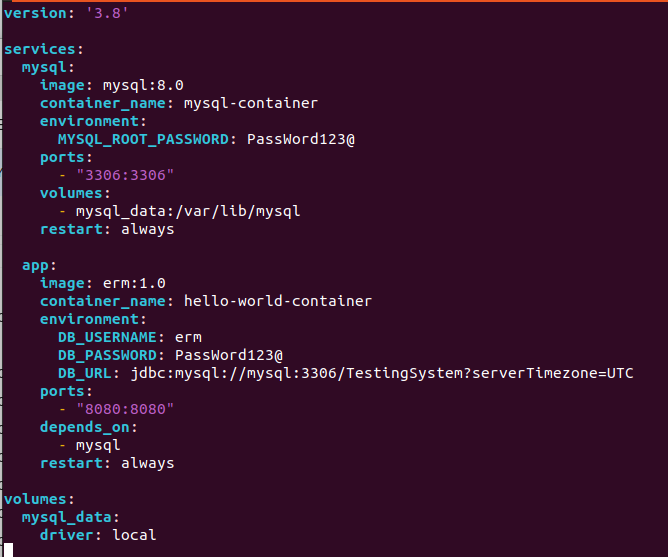 version: '3.8'

services:
  mysql:
    image: mysql:8.0
    container_name: mysql-container
    environment:
      MYSQL_ROOT_PASSWORD: PassWord123@
    ports:
      - "3306:3306"
    volumes:
      - mysql_data:/var/lib/mysql
    restart: always

  app:
    image: erm:1.0
    container_name: hello-world-container
    environment:
      DB_USERNAME: erm
      DB_PASSWORD: PassWord123@
      DB_URL: jdbc:mysql://mysql:3306/TestingSystem?serverTimezone=UTC
    ports:
      - "8080:8080"
    depends_on:
      - mysql
    restart: always

volumes:
  mysql_data:
    driver: local